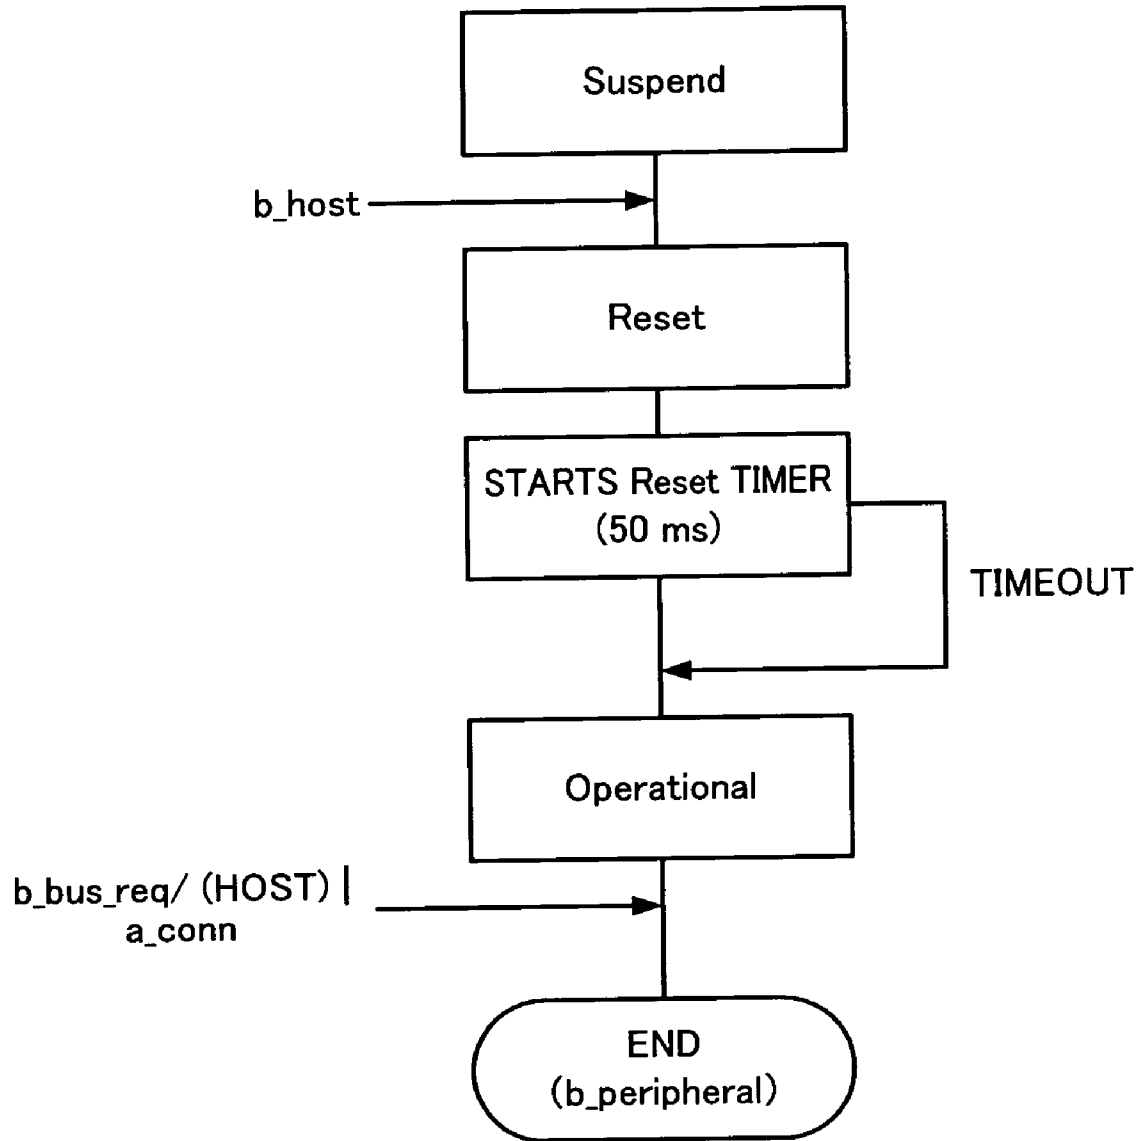 Suspend
b_host
Reset
STARTS Reset TIMER
(50 ms)
TIMEOUT
Operational
b_bus_req/ (HOST) |
a_conn
END
(b_peripheral)